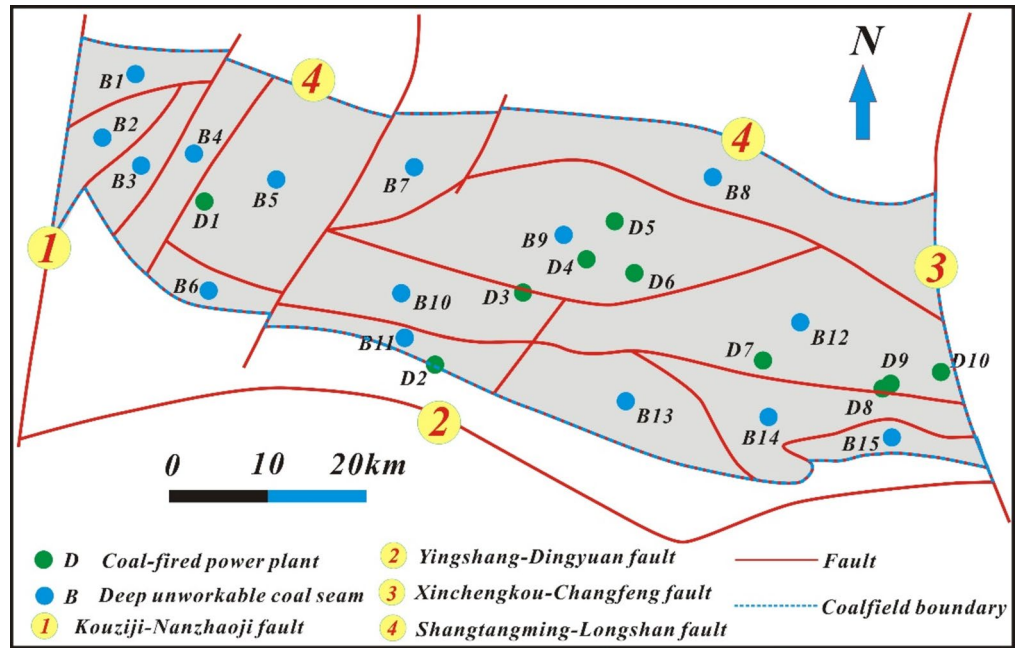 N
4
B1
4
B2
B4
B3
B5
B7
B8
D1
D5
B9
1
D4
3
D6
B6
B10
D3
B12
B11
D7
D9
D10
D2
D8
2
B13
B14
B15
0 10 20km
D Coal-fired power plant
B Deep unworkable coal seam
1 Kouziji-Nanzhaoji fault
2 Yingshang-Dingyuan fault
3 Xinchengkou-Changfeng fault
4 Shangtangming-Longshan fault
Fault
Coalfield boundary